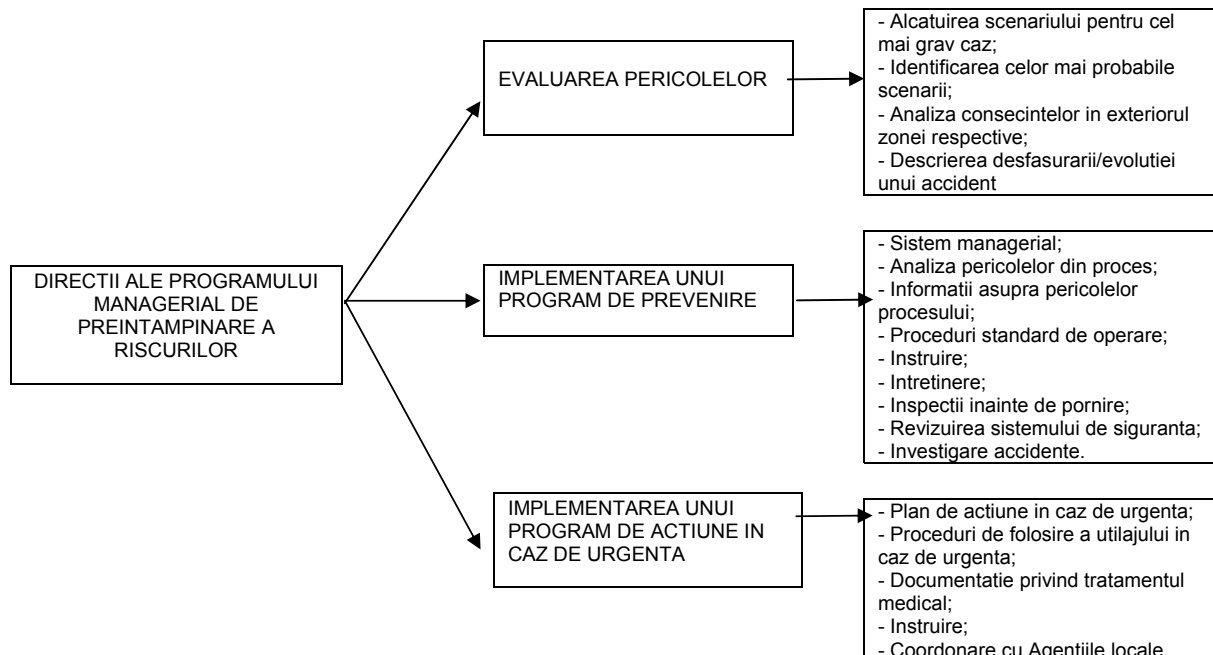 DIRECTII ALE PROGRAMULUI
MANAGERIAL DE
PREINTAMPINARE A
RISCURILOR
EVALUAREA PERICOLELOR
- Alcatuirea scenariului pentru cel
mai grav caz;
- Identificarea celor mai probabile
scenarii;
- Analiza consecintelor in exteriorul
zonei respective;
- Descrierea desfasurarii/evolutiei
unui accident
IMPLEMENTAREA UNUI
PROGRAM DE PREVENIRE
- Sistem managerial;
- Analiza pericolelor din proces;
- Informatii asupra pericolelor
procesului;
- Proceduri standard de operare;
- Instruire;
- Intretinere;
- Inspectii inainte de pornire;
- Revizuirea sistemului de siguranta;
- Investigare accidente.
IMPLEMENTAREA UNUI
PROGRAM DE ACTIUNE IN
CAZ DE URGENTA
- Plan de actiune in caz de urgenta;
- Proceduri de folosire a utilajului in
caz de urgenta;
- Documentatie privind tratamentul
medical;
- Instruire;
- Coordonare cu Agentiile locale